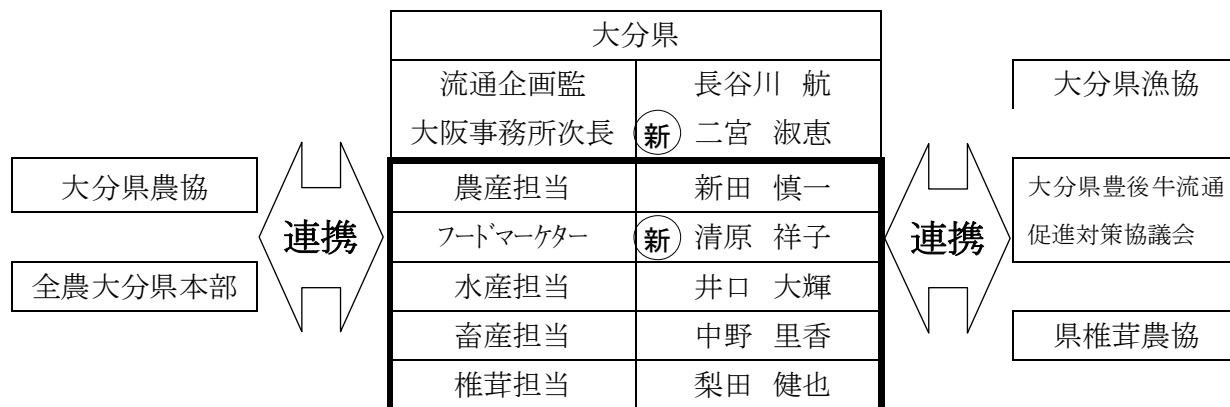 大分県
流通企画監 長谷川 航
大阪事務所次長 新 二宮 淑恵
農産担当 新田 慎一
フードマーケター 新 清原 祥子
水産担当 井口 大輝
畜産担当 中野 里香
椎茸担当 梨田 健也
大分県農協
全農大分県本部
連携
連携
大分県漁協
大分県豊後牛流通
促進対策協議会
県椎茸農協